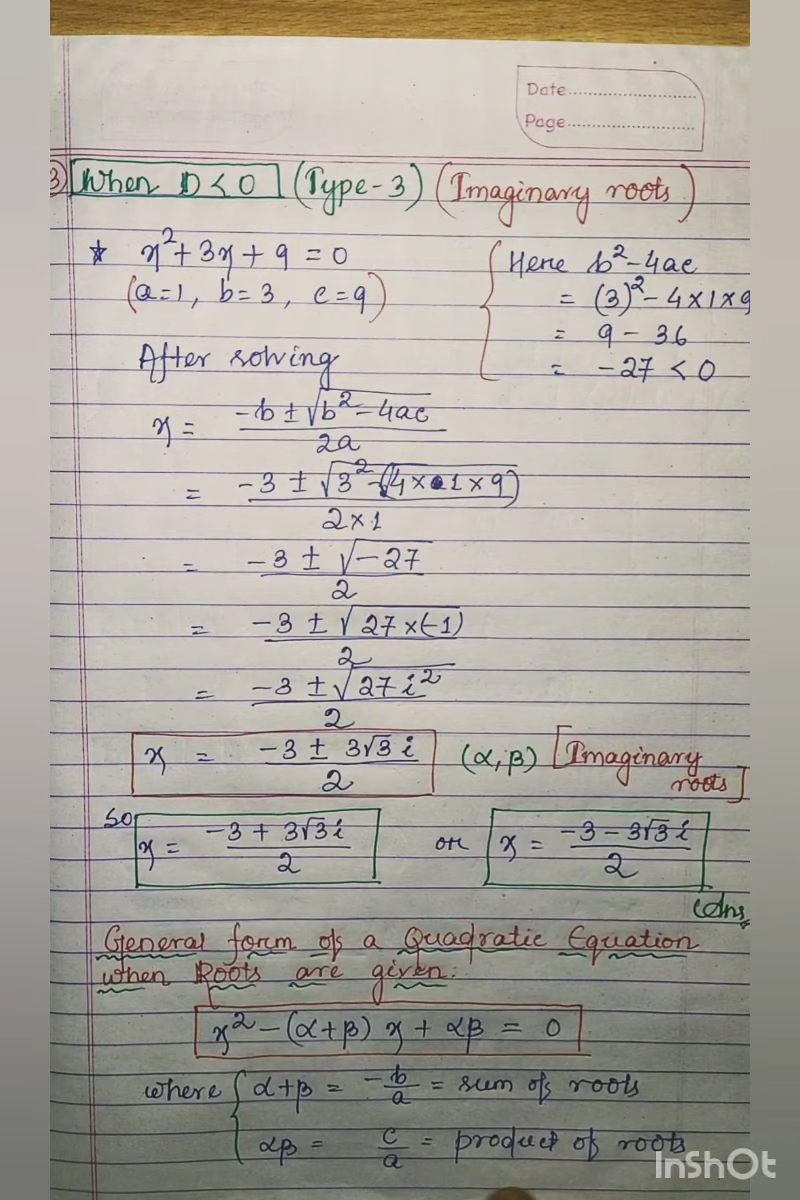 Date
Page
3) When D < 0 (Type-3) (Imaginary roots)
* x² + 3x + 9 = 0
(a=1, b=3, c=9)
{ Here b²-4ac
= (3)² - 4×1×9
= 9 - 36
= -27 < 0
After solving
x = (-b ± √(b² - 4ac)) / 2a
= (-3 ± √(3² - (4×1×9))) / (2×1)
= (-3 ± √-27) / 2
= (-3 ± √(27×(-1))) / 2
= (-3 ± √(27i²)) / 2
x = (-3 ± 3√3 i) / 2 (α, β) [Imaginary roots]
So x = (-3 + 3√3 i) / 2 or x = (-3 - 3√3 i) / 2
Ans
General form of a Quadratic Equation
when Roots are given.
x² - (α+β) x + αβ = 0
where { α+β = -b/a = sum of roots
αβ = c/a = product of roots
InShOt